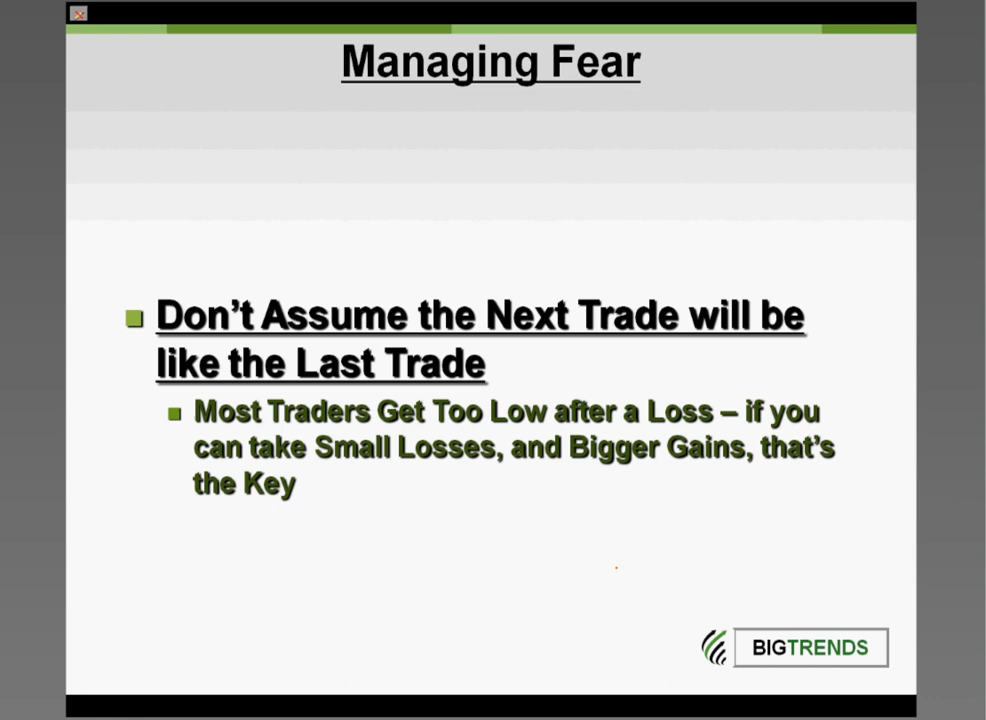 Managing Fear
Don't Assume the Next Trade will be
like the Last Trade
Most Traders Get Too Low after a Loss – if you
can take Small Losses, and Bigger Gains, that's
the Key
BIGTRENDS